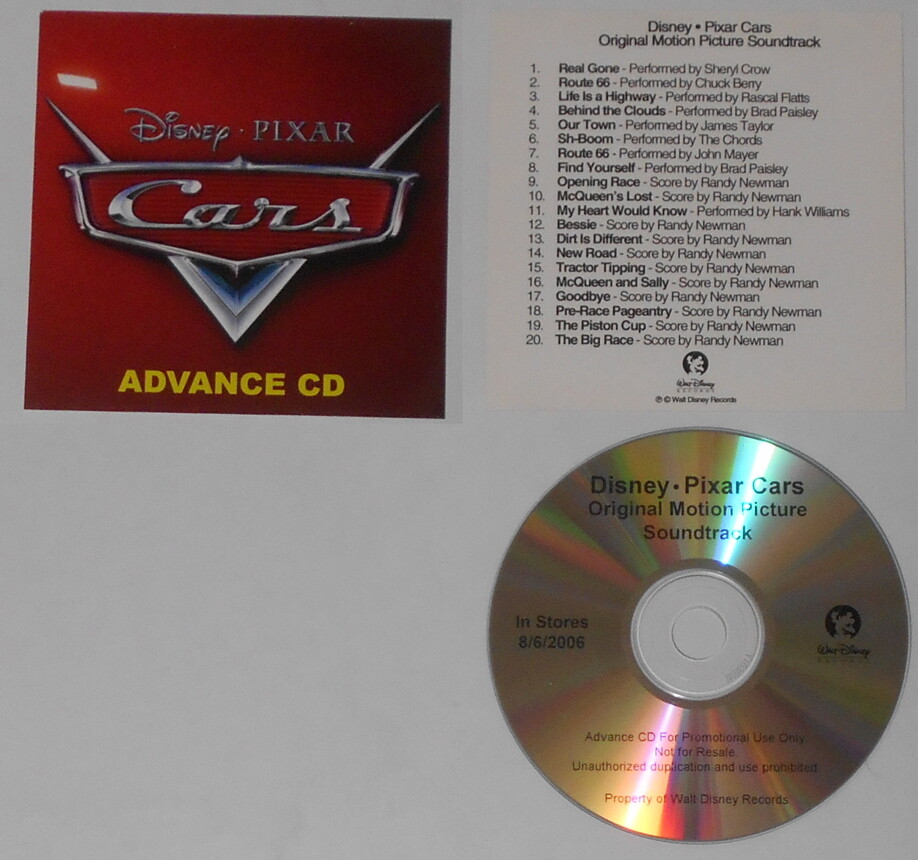 Disney · PIXAR
Cars
ADVANCE CD
Disney • Pixar Cars
Original Motion Picture Soundtrack
1. Real Gone - Performed by Sheryl Crow
2. Route 66 - Performed by Chuck Berry
3. Life Is a Highway - Performed by Rascal Flatts
4. Behind the Clouds - Performed by Brad Paisley
5. Our Town - Performed by James Taylor
6. Sh-Boom - Performed by The Chords
7. Route 66 - Performed by John Mayer
8. Find Yourself - Performed by Brad Paisley
9. Opening Race - Score by Randy Newman
10. McQueen's Lost - Score by Randy Newman
11. My Heart Would Know - Performed by Hank Williams
12. Bessie - Score by Randy Newman
13. Dirt Is Different - Score by Randy Newman
14. New Road - Score by Randy Newman
15. Tractor Tipping - Score by Randy Newman
16. McQueen and Sally - Score by Randy Newman
17. Goodbye - Score by Randy Newman
18. Pre-Race Pageantry - Score by Randy Newman
19. The Piston Cup - Score by Randy Newman
20. The Big Race - Score by Randy Newman
Walt Disney
RECORDS
℗ © Walt Disney Records
Disney • Pixar Cars
Original Motion Picture
Soundtrack
In Stores
8/6/2006
Walt Disney
RECORDS
Advance CD For Promotional Use Only.
Not for Resale.
Unauthorized duplication and use prohibited.
Property of Walt Disney Records